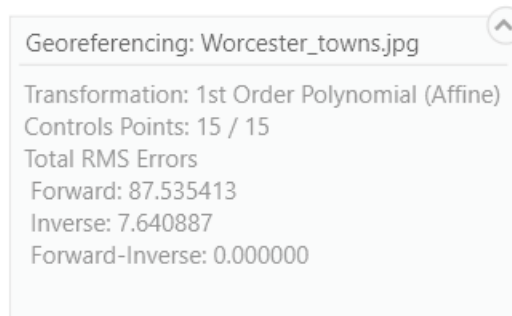 Georeferencing: Worcester_towns.jpg
Transformation: 1st Order Polynomial (Affine)
Controls Points: 15 / 15
Total RMS Errors
Forward: 87.535413
Inverse: 7.640887
Forward-Inverse: 0.000000